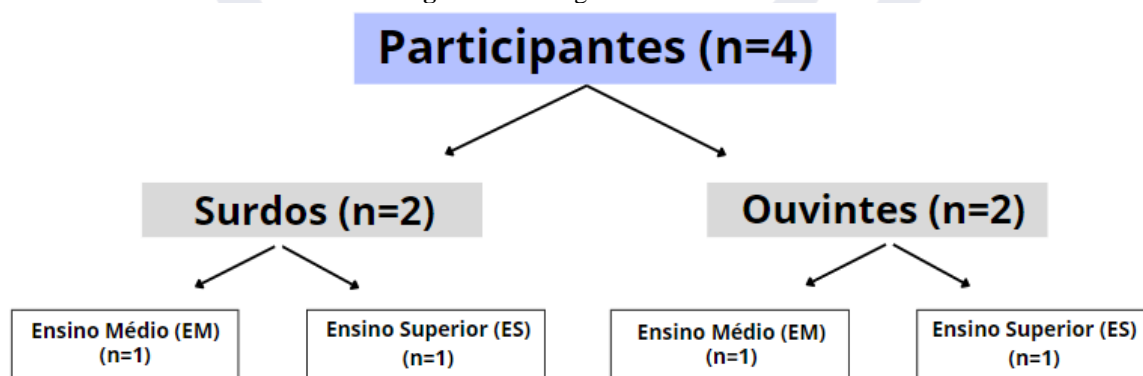 Participantes (n=4)
Surdos (n=2)
Ouvintes (n=2)
Ensino Médio (EM)
(n=1)
Ensino Superior (ES)
(n=1)
Ensino Médio (EM)
(n=1)
Ensino Superior (ES)
(n=1)